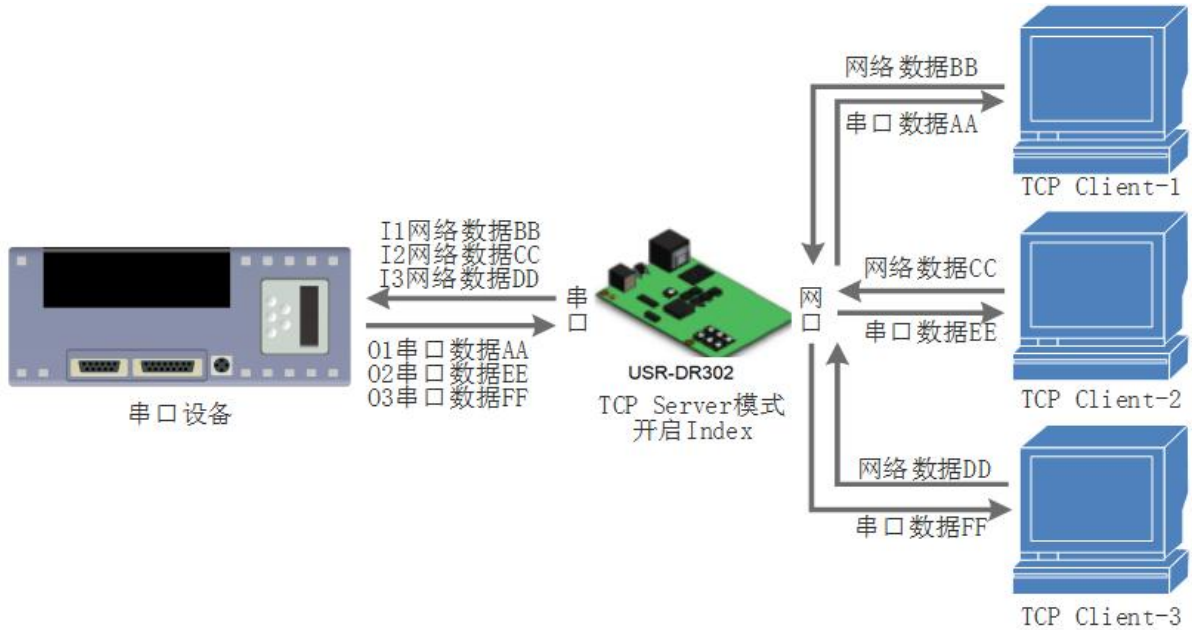 网络数据BB
串口数据AA
TCP Client-1
I1网络数据BB
I2网络数据CC
I3网络数据DD
串口
网口
网络数据CC
串口数据EE
O1串口数据AA
O2串口数据EE
O3串口数据FF
串口设备
USR-DR302
TCP Server模式
开启Index
TCP Client-2
网络数据DD
串口数据FF
TCP Client-3